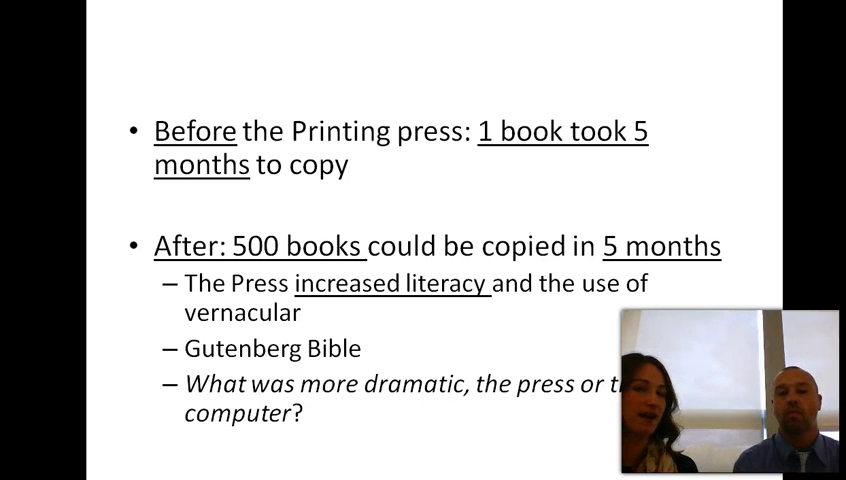 • Before the Printing press: 1 book took 5
months to copy
• After: 500 books could be copied in 5 months
– The Press increased literacy and the use of
vernacular
– Gutenberg Bible
– What was more dramatic, the press or
computer?